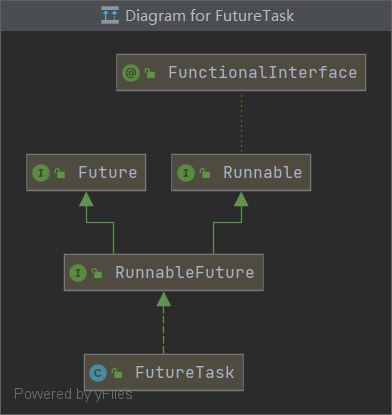 Diagram for FutureTask
@ FunctionalInterface
I Future
I Runnable
I RunnableFuture
C FutureTask
Powered by yFiles